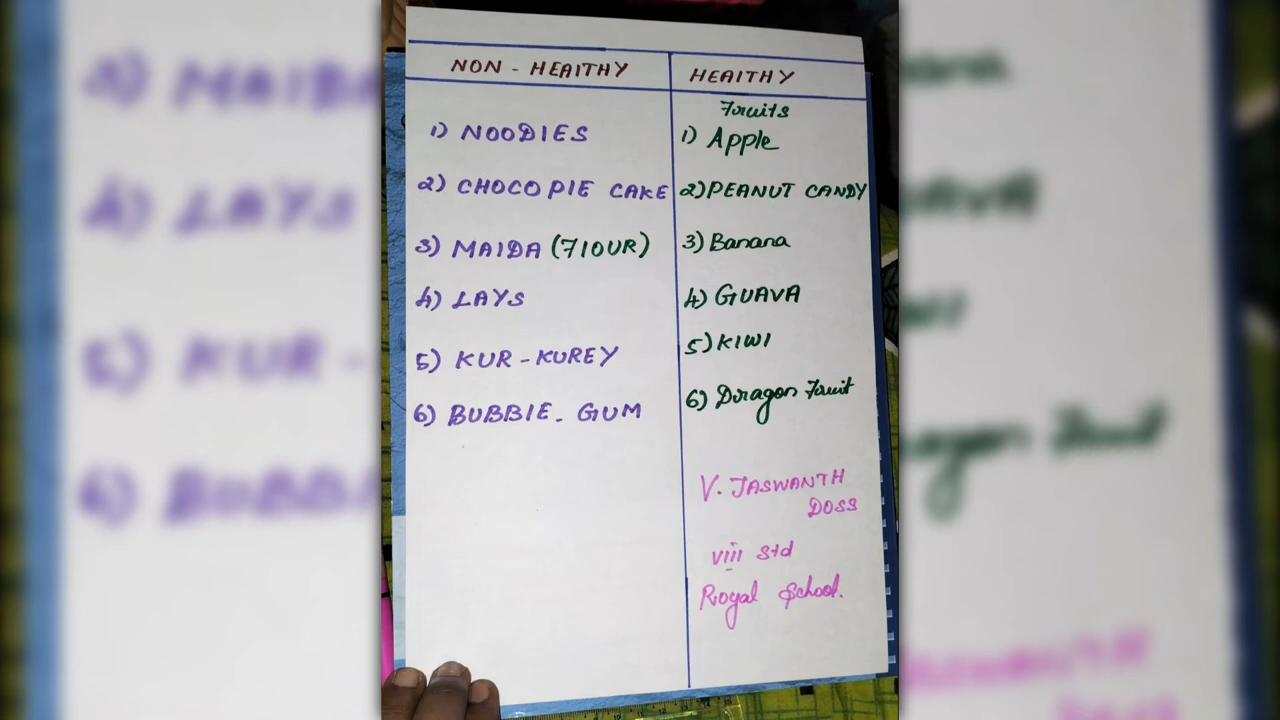 NON - HEAlTHY
1) NOODlES
2) CHOCO PIE CAKE
3) MAIDA (FlOUR)
4) LAYS
5) KUR - KUREY
6) BUBBlE - GUM
HEAlTHY
Fruits
1) Apple
2) PEANUT CANDY
3) Banana
4) GUAVA
5) KIWI
6) Dragon Fruit
V. JASWANTH
DOSS
viii std
Royal School.